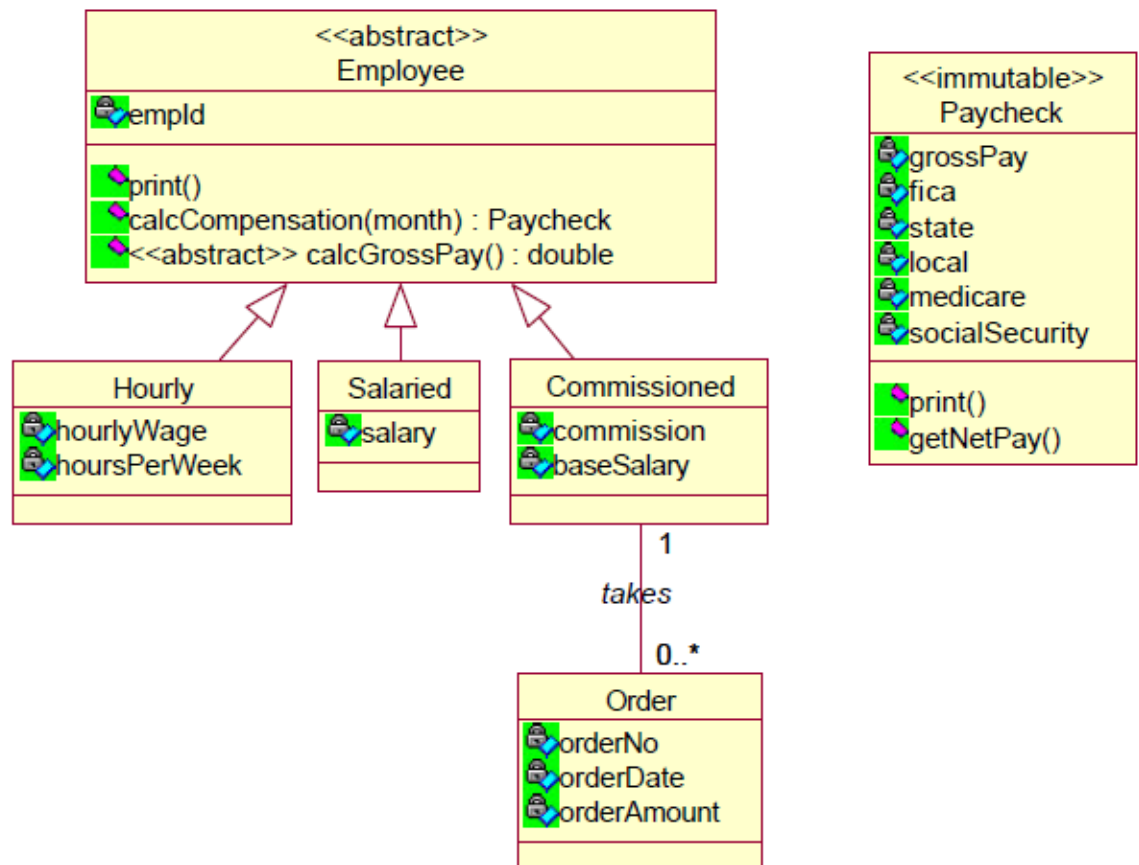 <<abstract>>
Employee
empId
print()
calcCompensation(month) : Paycheck
<<abstract>> calcGrossPay() : double
<<immutable>>
Paycheck
grossPay
fica
state
local
medicare
socialSecurity
print()
getNetPay()
Hourly
hourlyWage
hoursPerWeek
Salaried
salary
Commissioned
commission
baseSalary
1
takes
0..*
Order
orderNo
orderDate
orderAmount